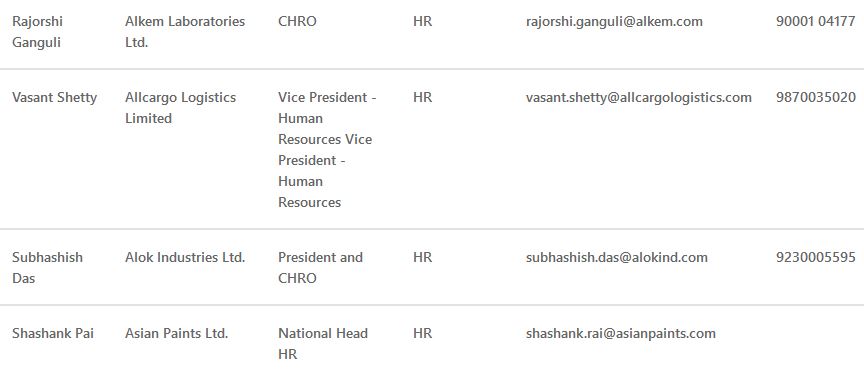 Rajorshi Ganguli Alkem Laboratories Ltd. CHRO HR rajorshi.ganguli@alkem.com 90001 04177
Vasant Shetty Allcargo Logistics Limited Vice President - Human Resources Vice President - Human Resources HR vasant.shetty@allcargologistics.com 9870035020
Subhashish Das Alok Industries Ltd. President and CHRO HR subhashish.das@alokind.com 9230005595
Shashank Pai Asian Paints Ltd. National Head HR HR shashank.rai@asianpaints.com